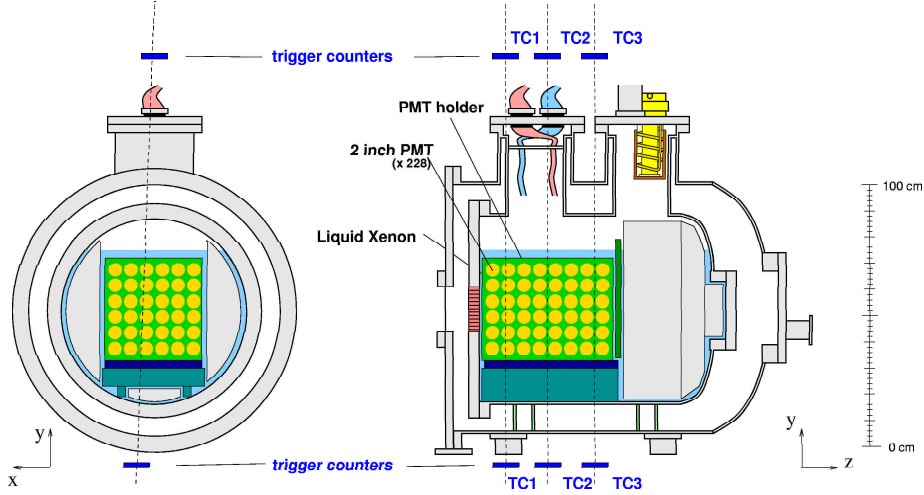 TC1 TC2 TC3
trigger counters
PMT holder
2 inch PMT
(x 228)
100 cm
Liquid Xenon
y
x
y
z
0 cm
trigger counters
TC1 TC2 TC3